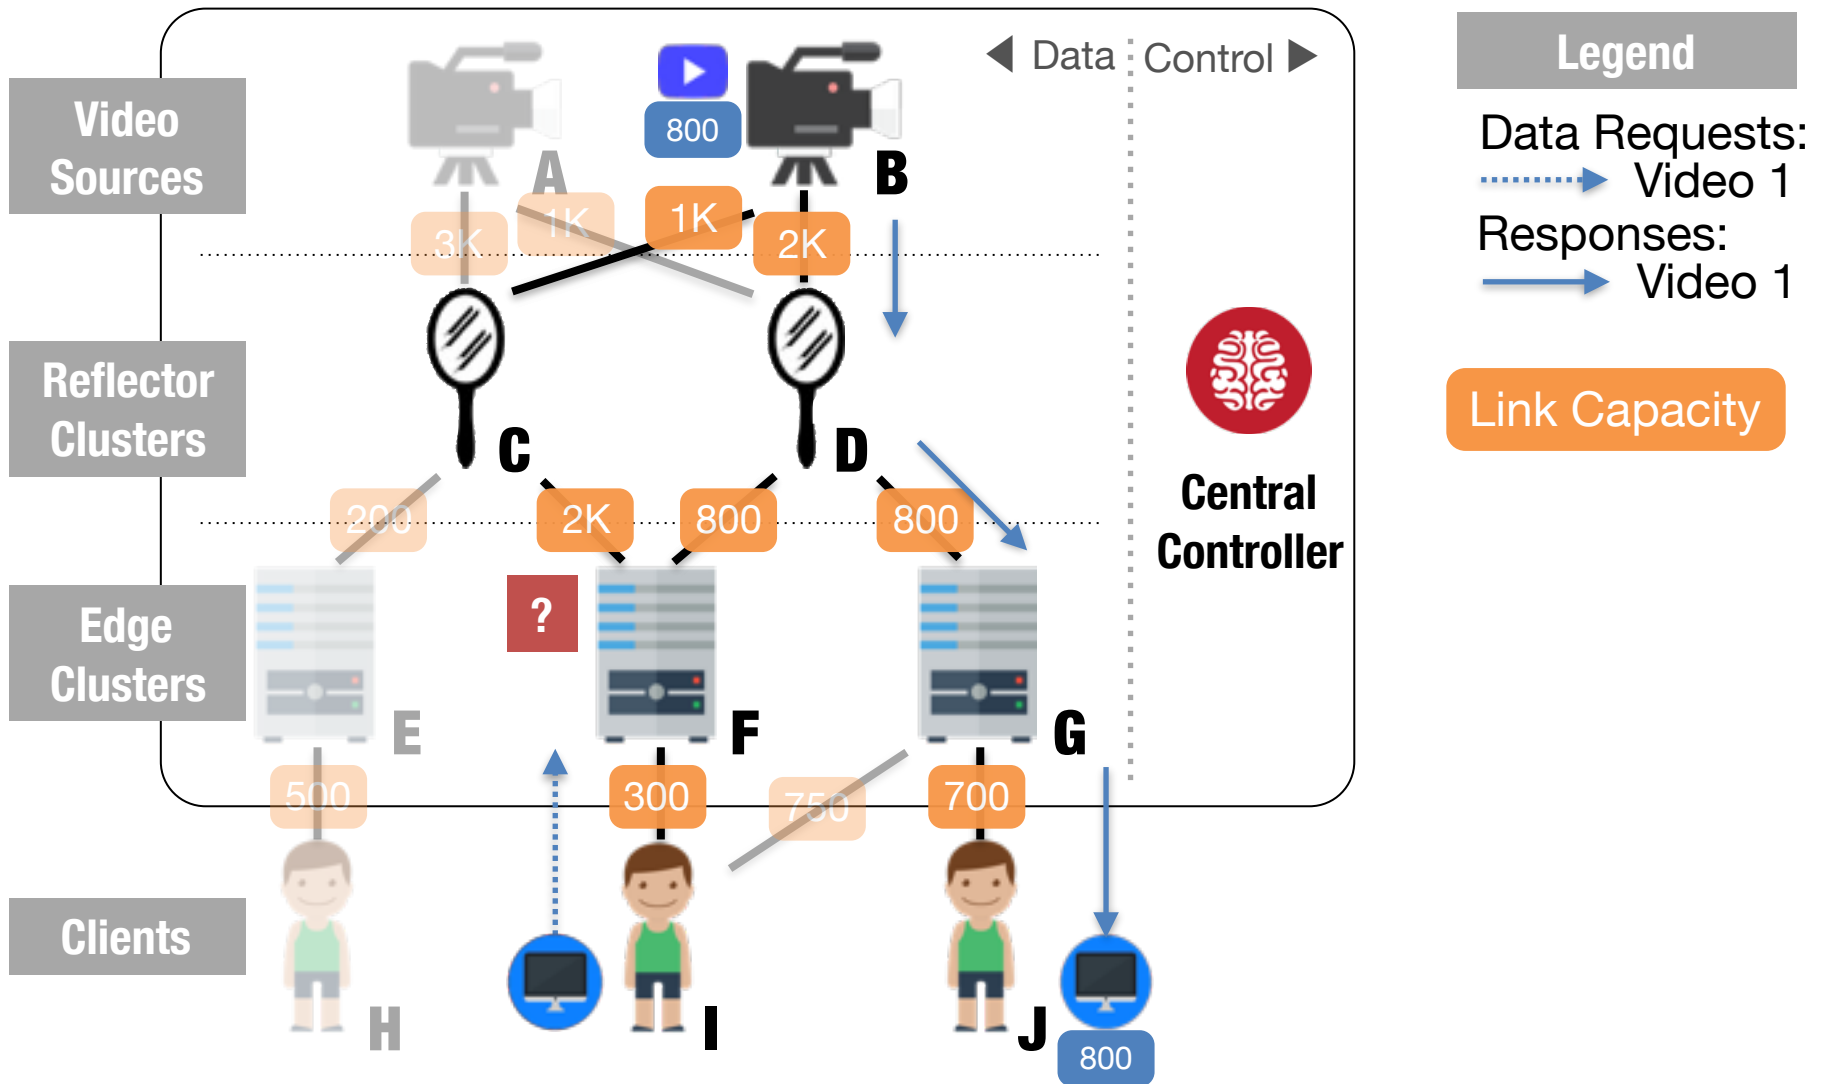 Video
Sources
800
A
B
◀ Data
Control ▶
3K
1K
1K
2K
Reflector
Clusters
C
D
200
2K
800
800
Central
Controller
Edge
Clusters
?
E
F
G
500
300
750
700
Clients
H
I
J
800
Legend
Data Requests:
Video 1
Responses:
Video 1
Link Capacity